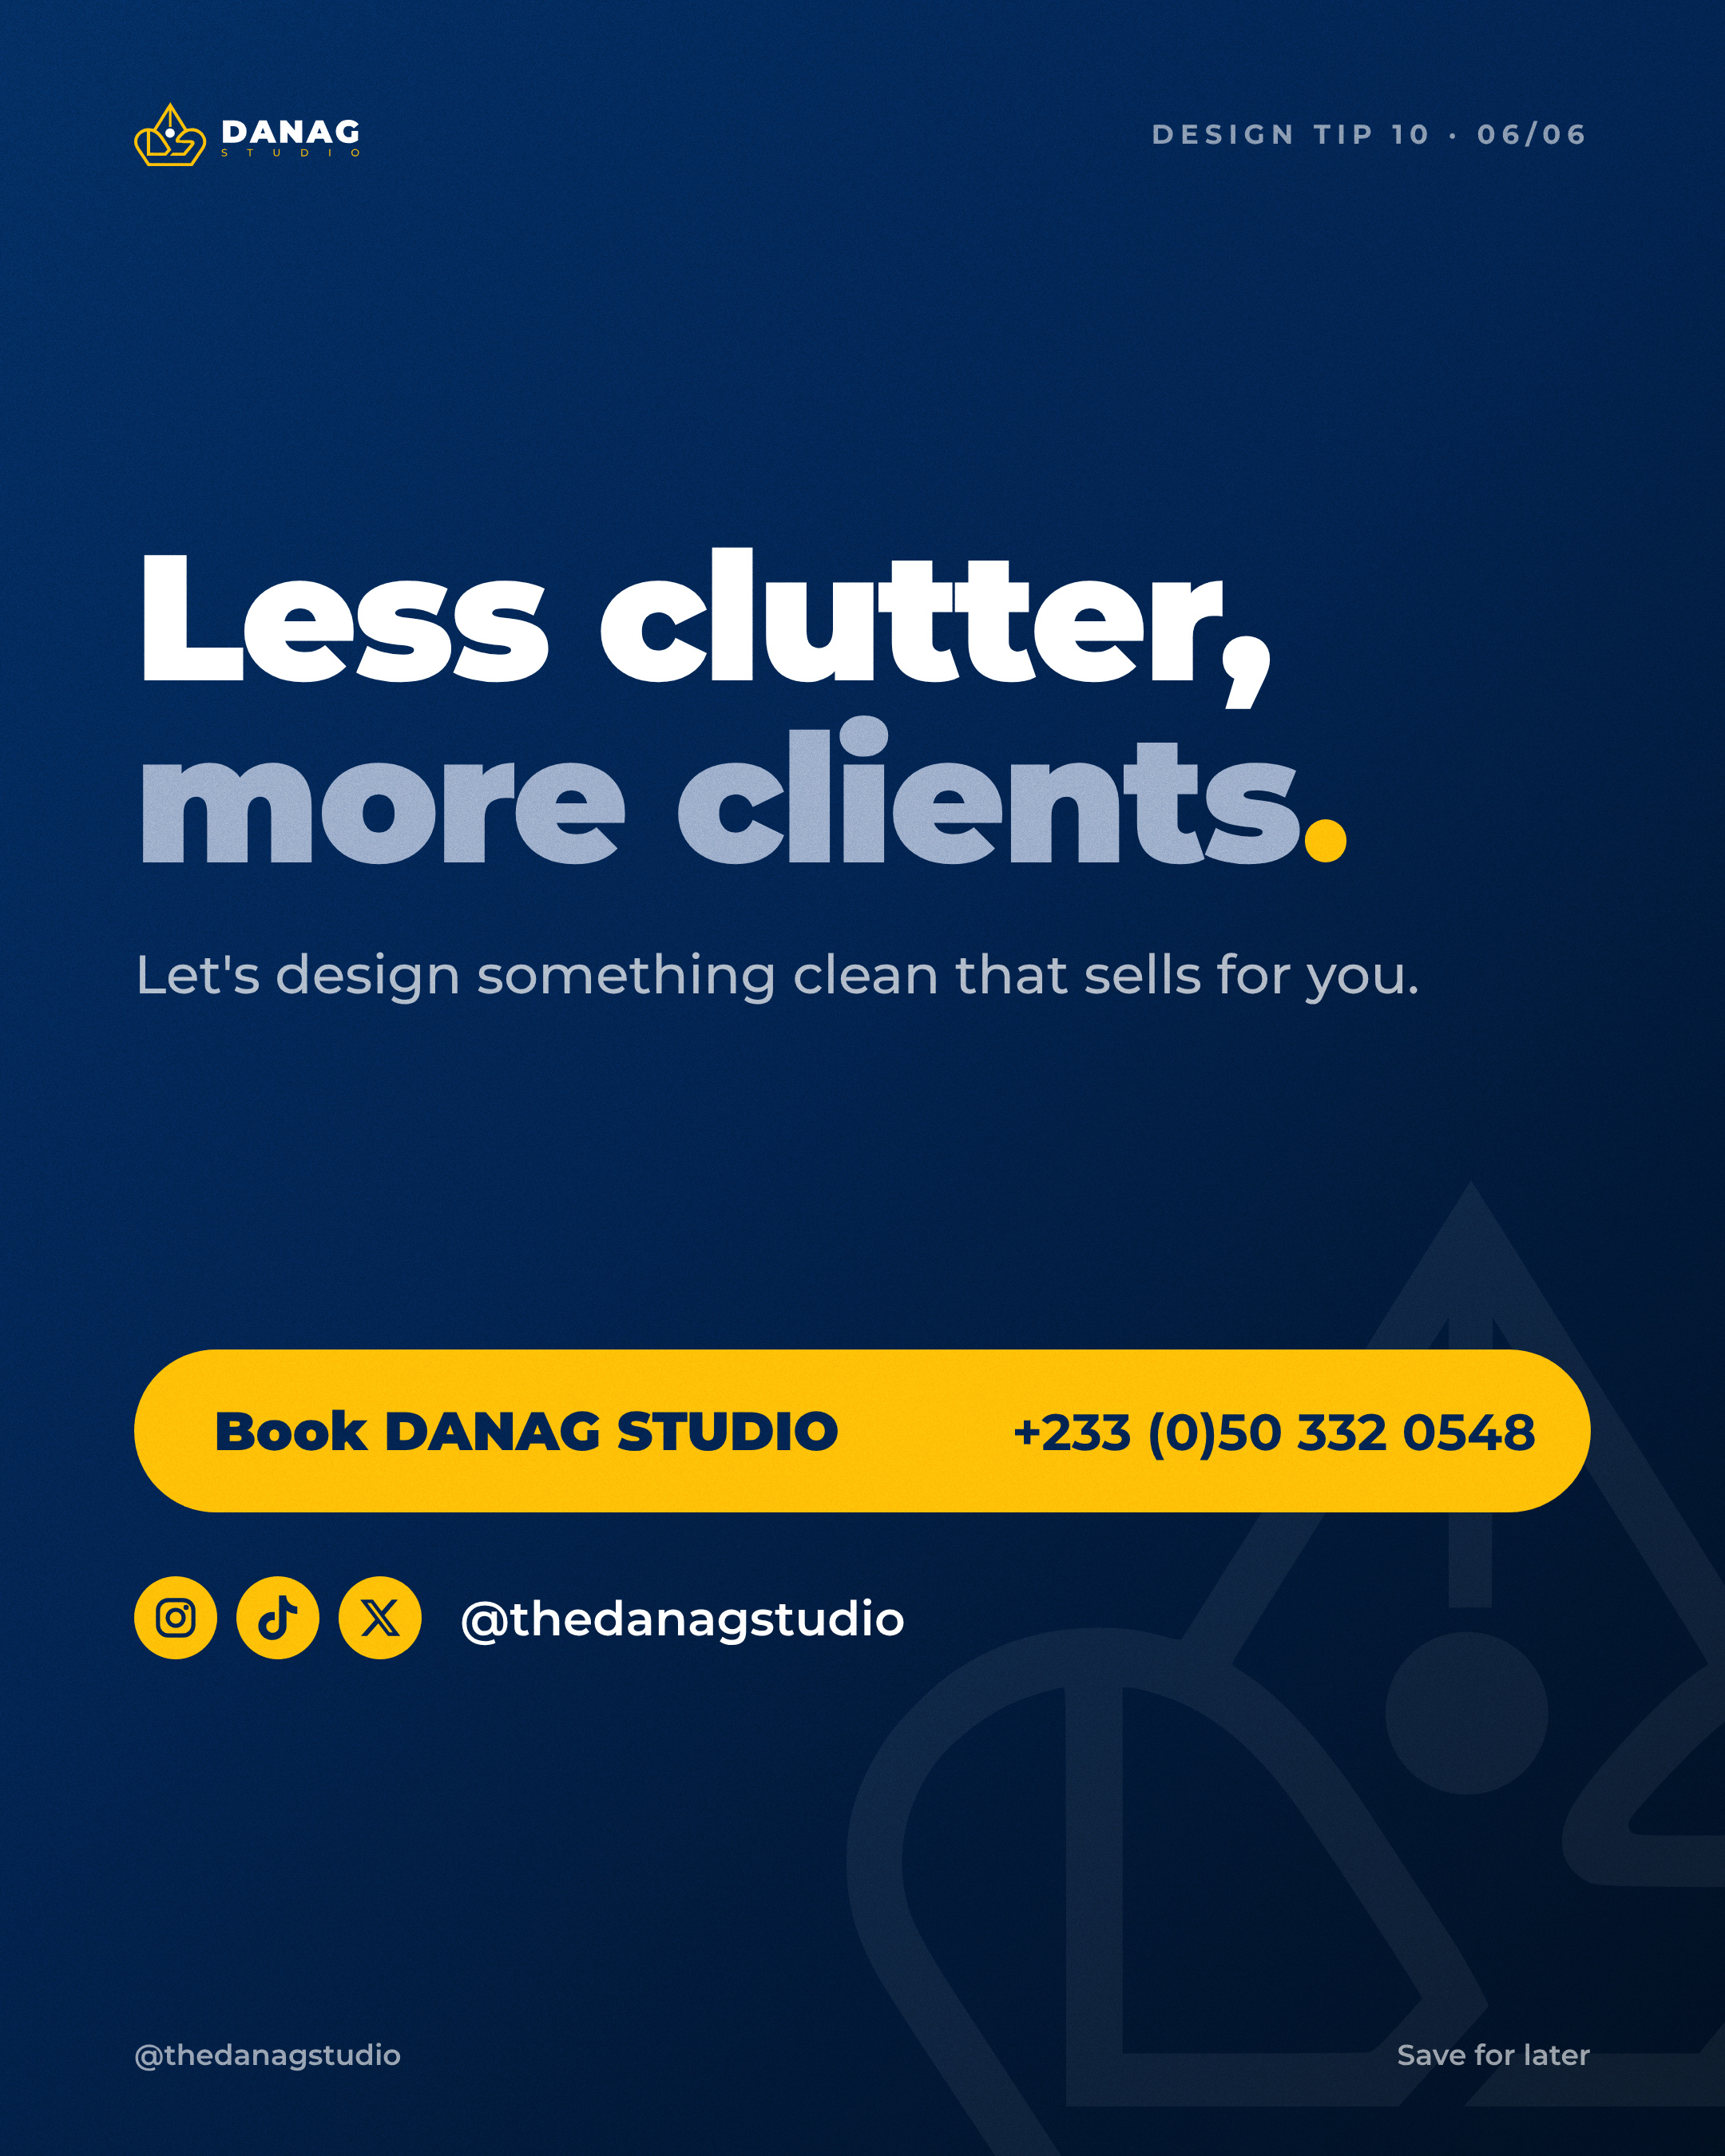 DANAG
STUDIO
DESIGN TIP 10 · 06/06
Less clutter,
more clients.
Let's design something clean that sells for you.
Book DANAG STUDIO
+233 (0)50 332 0548
@thedanagstudio
@thedanagstudio
Save for later